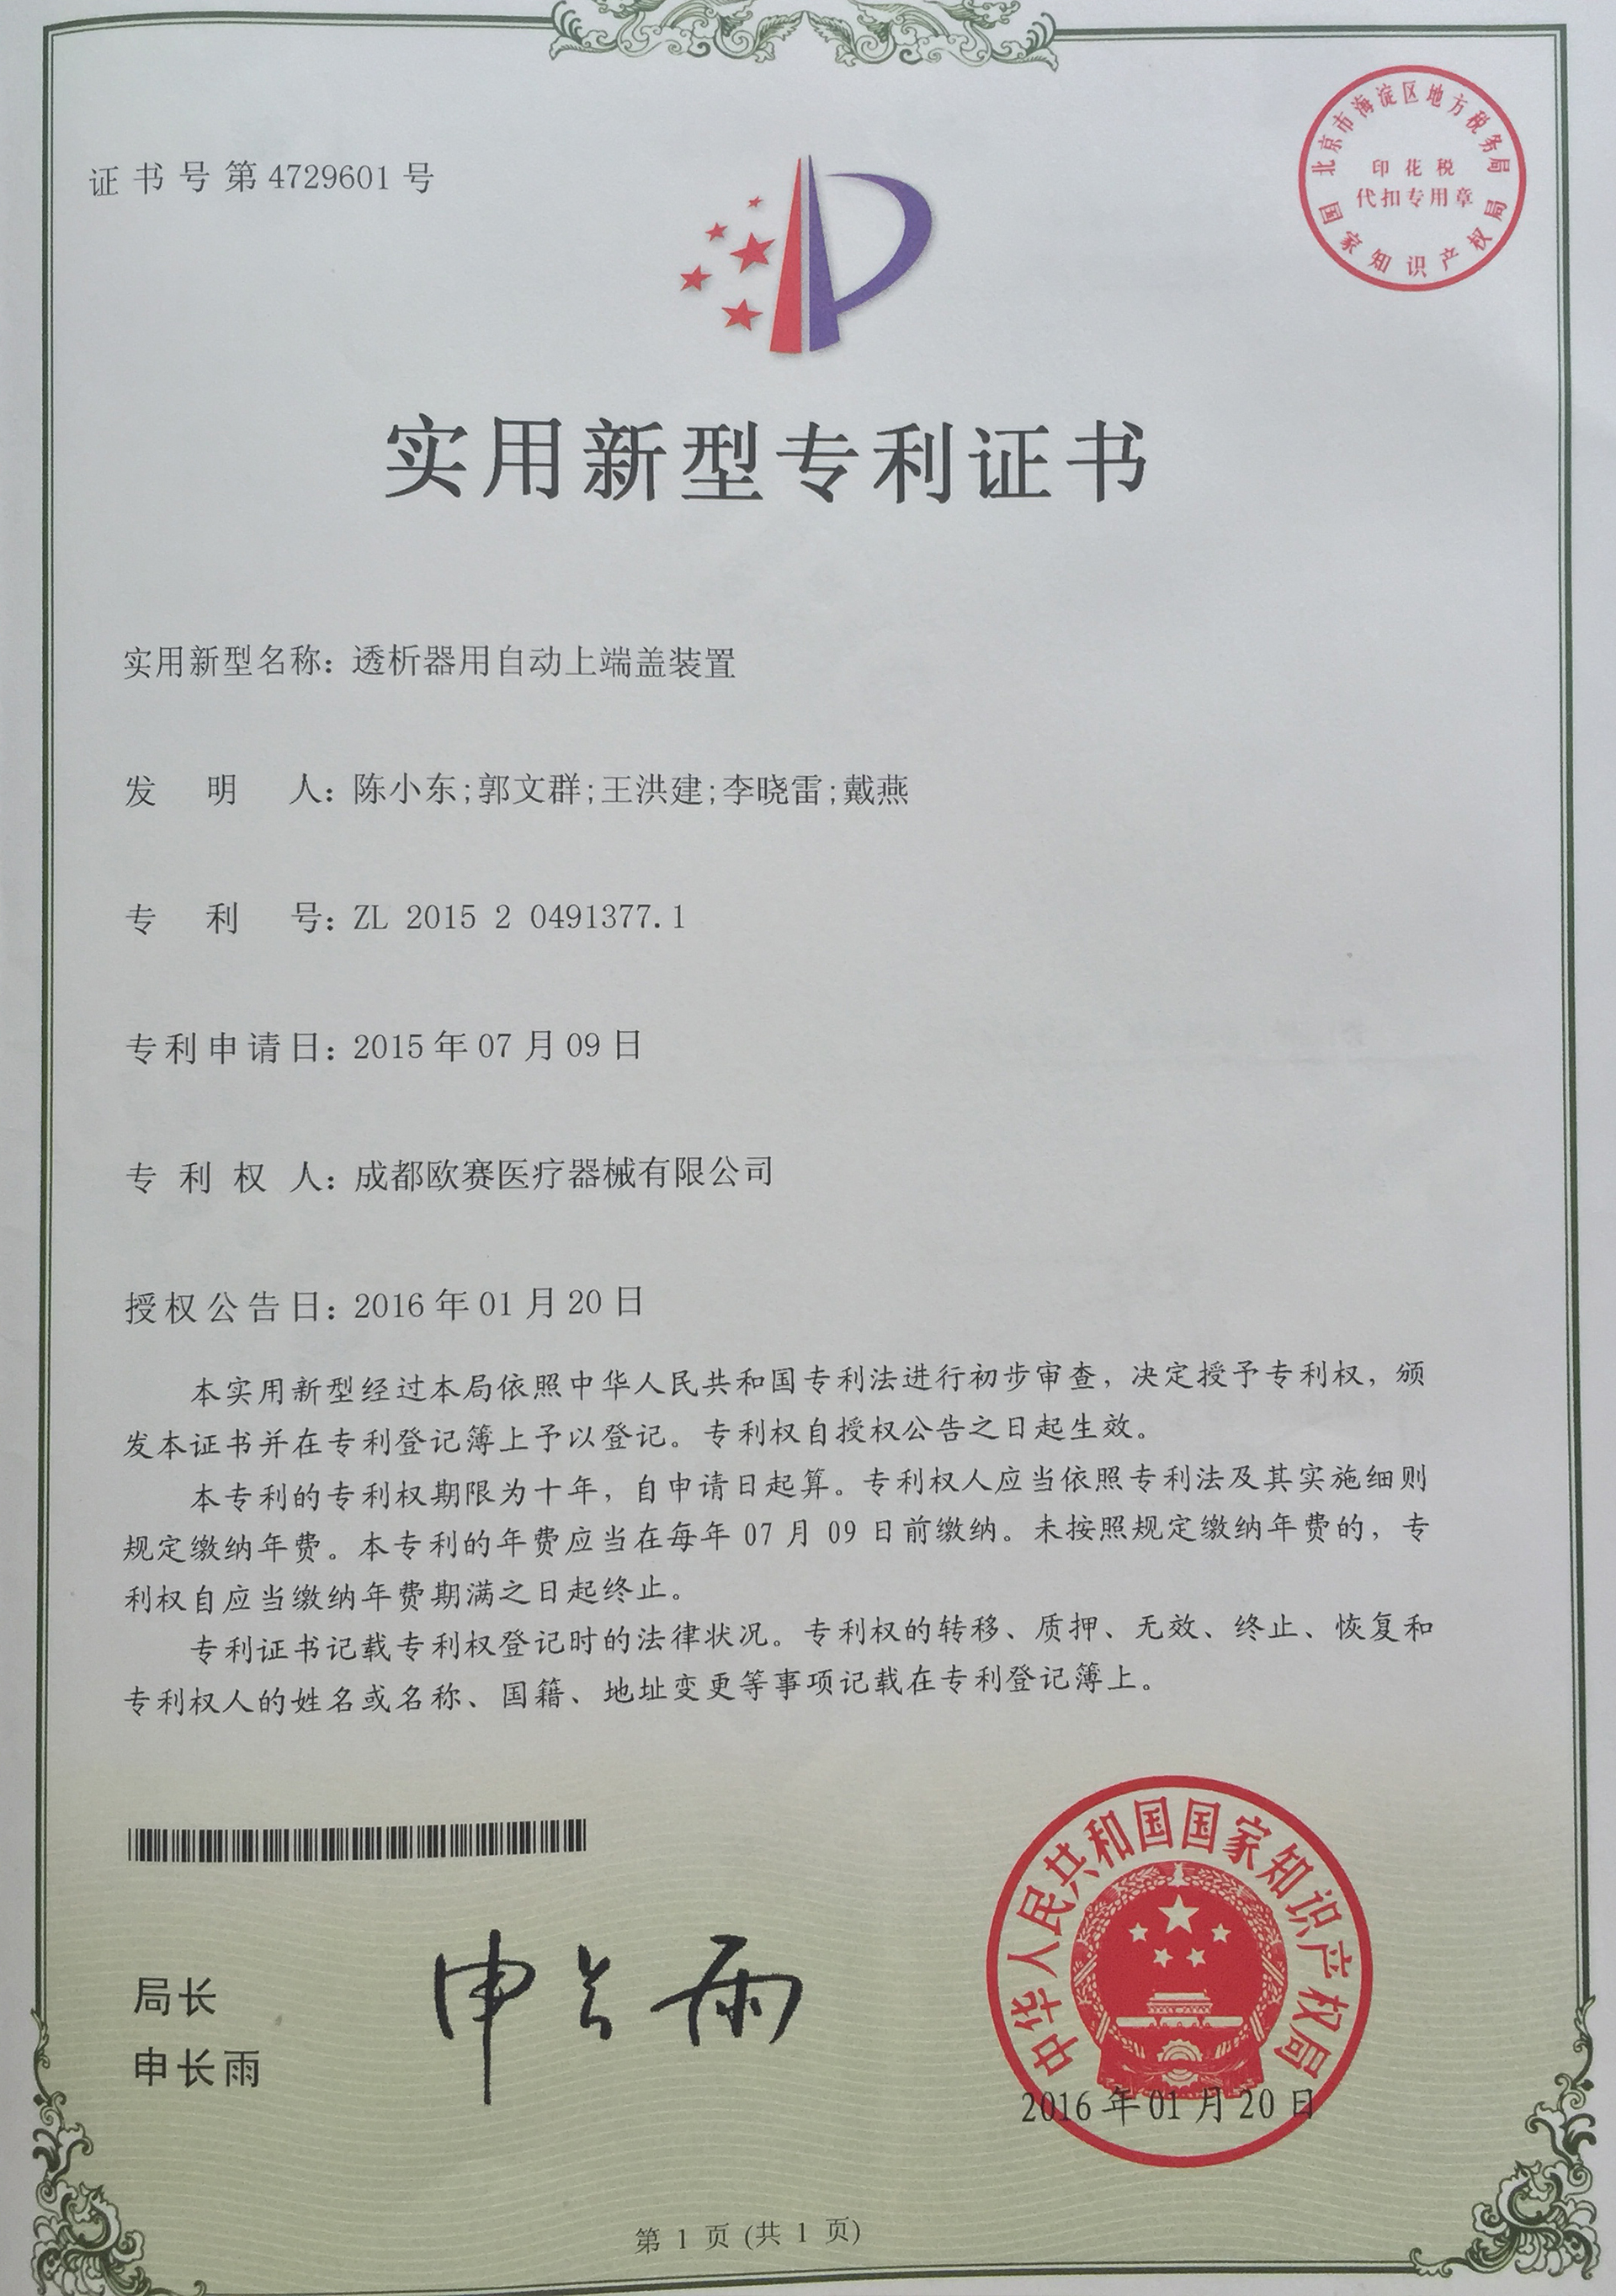 证书号第4729601号
北京市海淀区地方税务局
印花税
代扣专用章
国家知识产权局
实用新型专利证书
实用新型名称：透析器用自动上端盖装置
发明人：陈小东;郭文群;王洪建;李晓雷;戴燕
专利号：ZL 2015 2 0491377.1
专利申请日：2015年07月09日
专利权人：成都欧赛医疗器械有限公司
授权公告日：2016年01月20日
本实用新型经过本局依照中华人民共和国专利法进行初步审查，决定授予专利权，颁
发本证书并在专利登记簿上予以登记。专利权自授权公告之日起生效。
本专利的专利权期限为十年，自申请日起算。专利权人应当依照专利法及其实施细则
规定缴纳年费。本专利的年费应当在每年 07 月 09 日前缴纳。未按照规定缴纳年费的，专
利权自应当缴纳年费期满之日起终止。
专利证书记载专利权登记时的法律状况。专利权的转移、质押、无效、终止、恢复和
专利权人的姓名或名称、国籍、地址变更等事项记载在专利登记簿上。
局长
申长雨
申长雨
中华人民共和国国家知识产权局
2016年01月20日
第 1 页 (共 1 页)